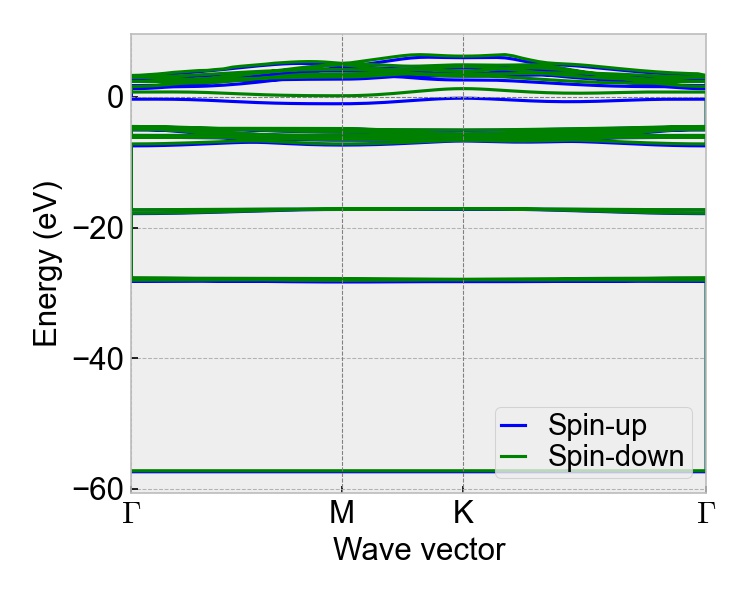 Energy (eV)
0
−20
−40
−60
Spin-up
Spin-down
Γ M K Γ
Wave vector